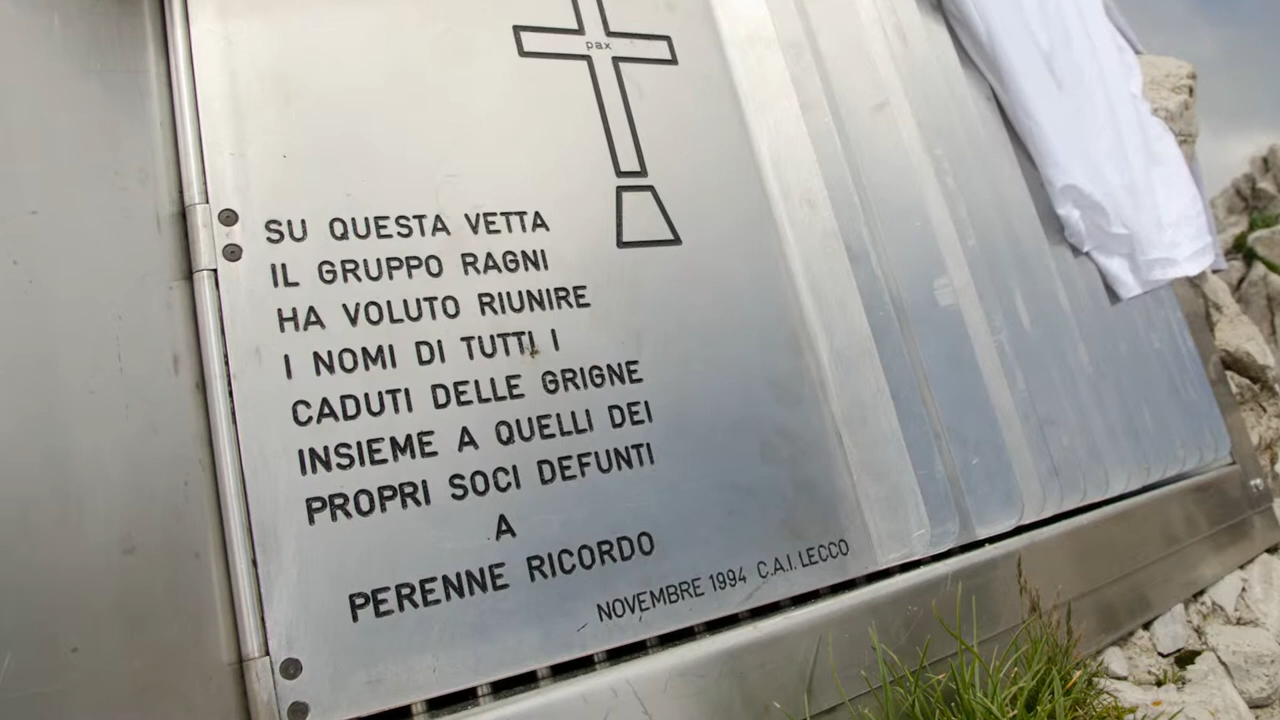 pax
SU QUESTA VETTA
IL GRUPPO RAGNI
HA VOLUTO RIUNIRE
I NOMI DI TUTTI I
CADUTI DELLE GRIGNE
INSIEME A QUELLI DEI
PROPRI SOCI DEFUNTI
A
PERENNE RICORDO
NOVEMBRE 1994 C.A.I. LECCO